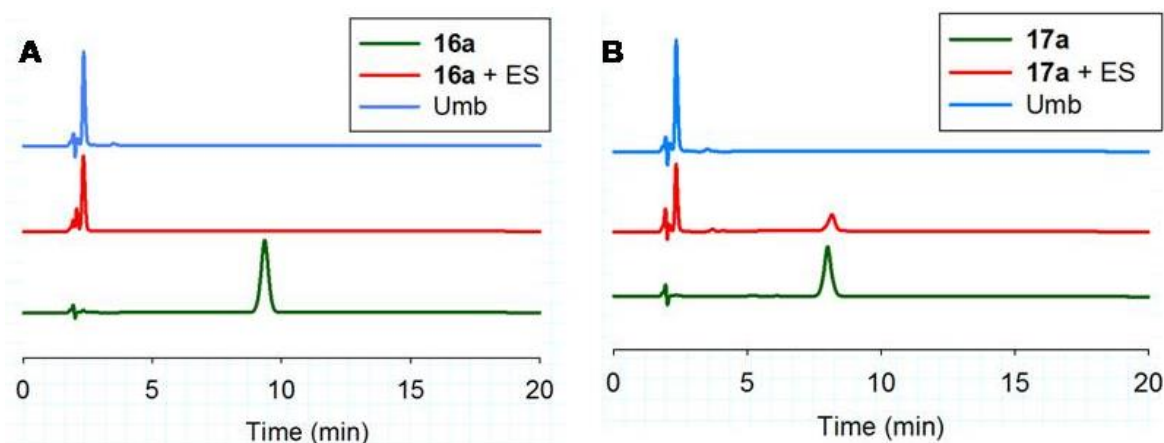 A
16a
16a + ES
Umb
0 5 10 15 20
Time (min)
B
17a
17a + ES
Umb
0 5 10 15 20
Time (min)